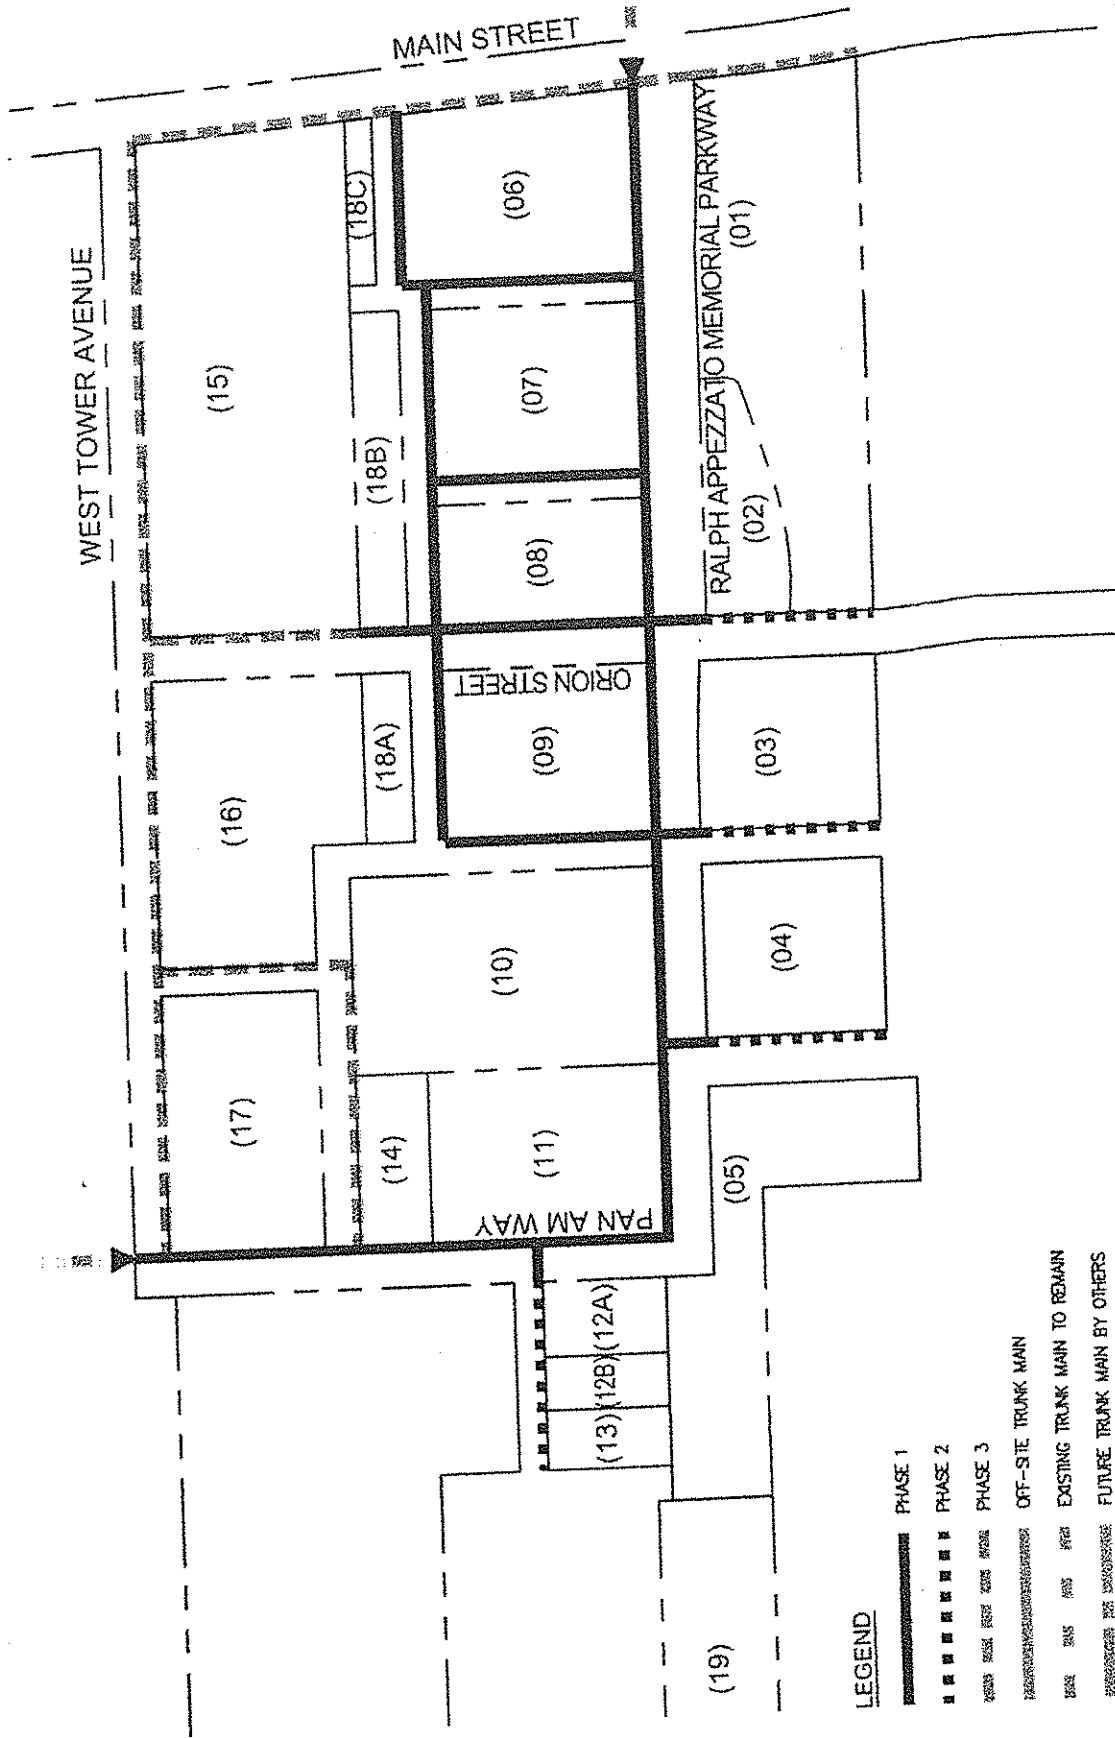 MAIN STREET
WEST TOWER AVENUE
(15)
(18C)
(06)
RALPH APPEZZATO MEMORIAL PARKWAY
(01)
(18B)
(07)
(02)
(08)
ORION STREET
(16)
(18A)
(09)
(03)
(10)
(04)
(17)
(14)
(11)
PAN AM WAY
(05)
(12A)
(12B)
(13)
(19)
LEGEND
PHASE 1
PHASE 2
PHASE 3
OFF-SITE TRUNK MAIN
EXISTING TRUNK MAIN TO REMAIN
FUTURE TRUNK MAIN BY OTHERS